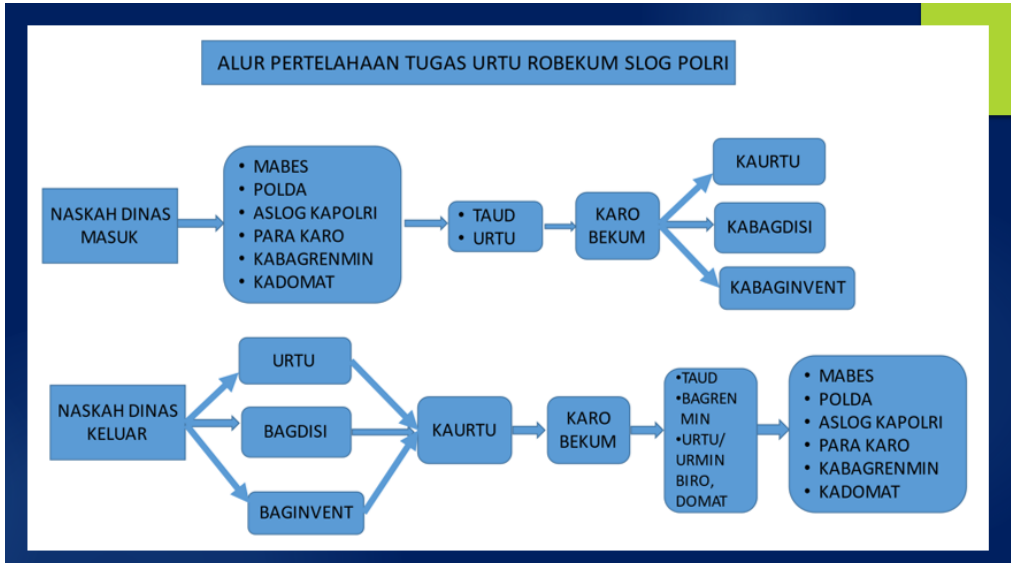 ALUR PERTELAHAAN TUGAS URTU ROBEKUM SLOG POLRI
NASKAH DINAS
MASUK
• MABES
• POLDA
• ASLOG KAPOLRI
• PARA KARO
• KABAGRENMIN
• KADOMAT
• TAUD
• URTU
KARO
BEKUM
KAURTU
KABAGDISI
KABAGINVENT
NASKAH DINAS
KELUAR
URTU
BAGDISI
BAGINVENT
KAURTU
KARO
BEKUM
•TAUD
•BAGREN
MIN
•URTU/
URMIN
BIRO,
DOMAT
• MABES
• POLDA
• ASLOG KAPOLRI
• PARA KARO
• KABAGRENMIN
• KADOMAT